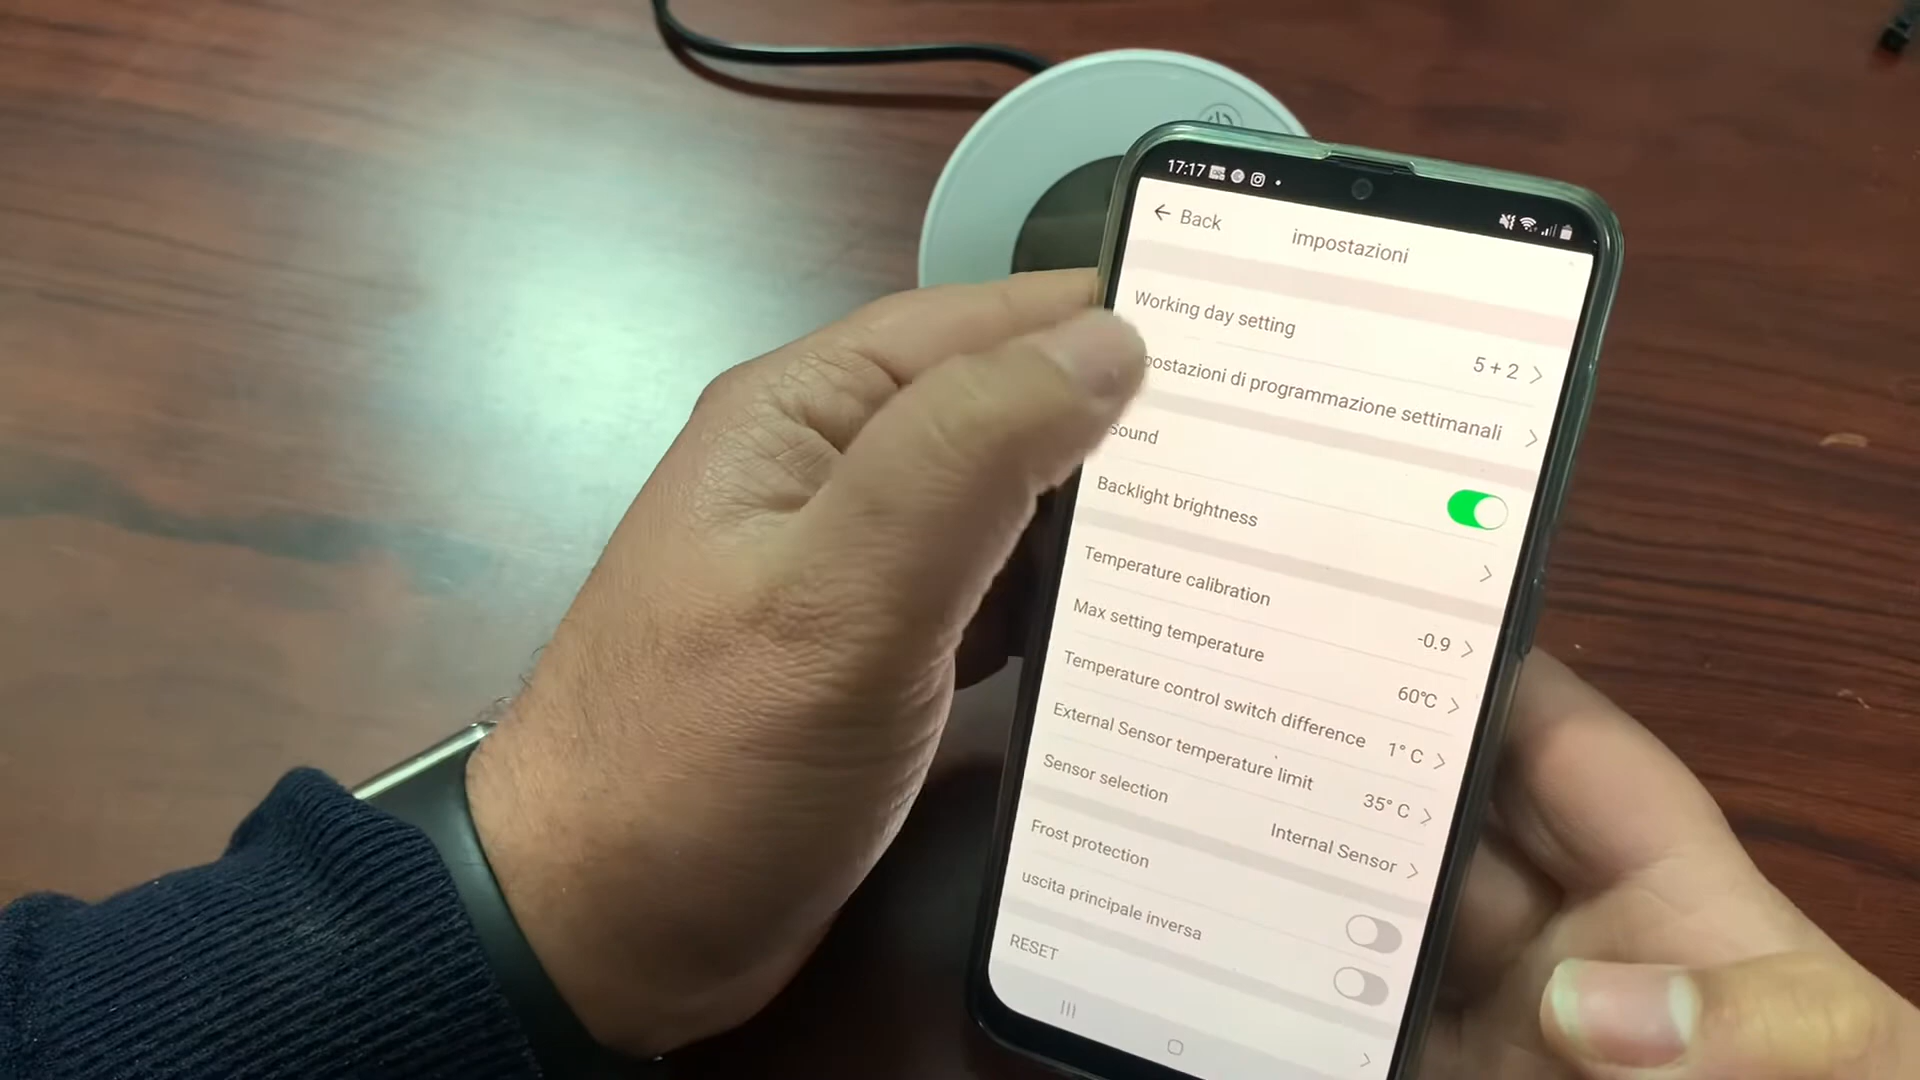 17:17
Back
impostazioni
Working day setting
5 + 2
postazioni di programmazione settimanali
Sound
Backlight brightness
Temperature calibration
-0.9
Max setting temperature
60℃
Temperature control switch difference
1° C
External Sensor temperature limit
35° C
Sensor selection
Internal Sensor
Frost protection
uscita principale inversa
RESET